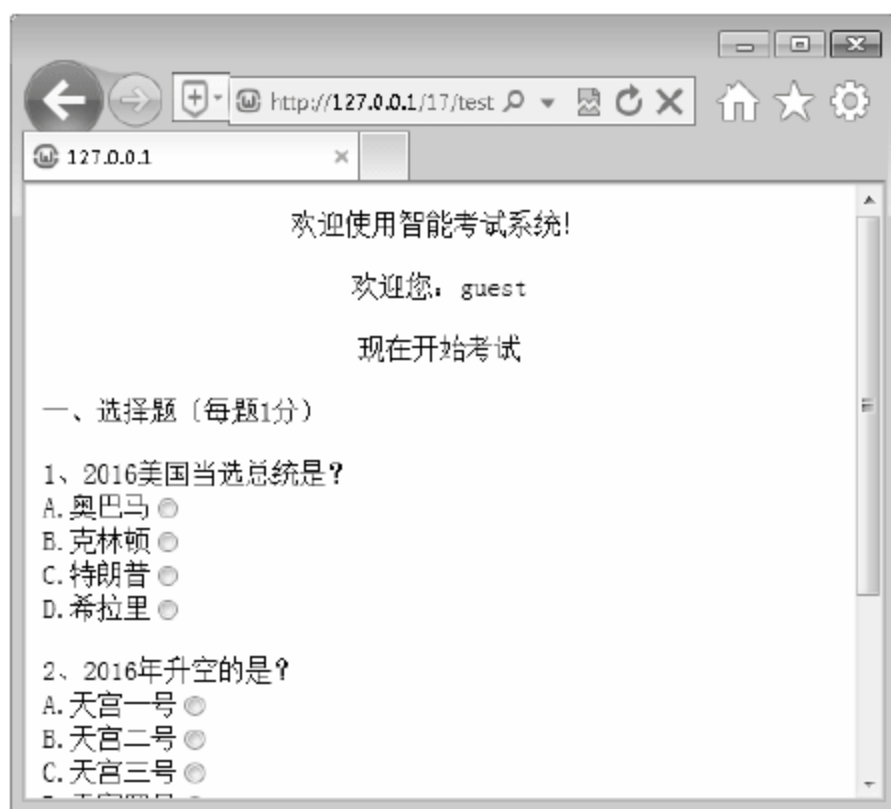 http://127.0.0.1/17/test
127.0.0.1
欢迎使用智能考试系统!
欢迎您：guest
现在开始考试
一、选择题（每题1分）
1、2016美国当选总统是?
A.奥巴马
B.克林顿
C.特朗普
D.希拉里
2、2016年升空的是?
A.天宫一号
B.天宫二号
C.天宫三号